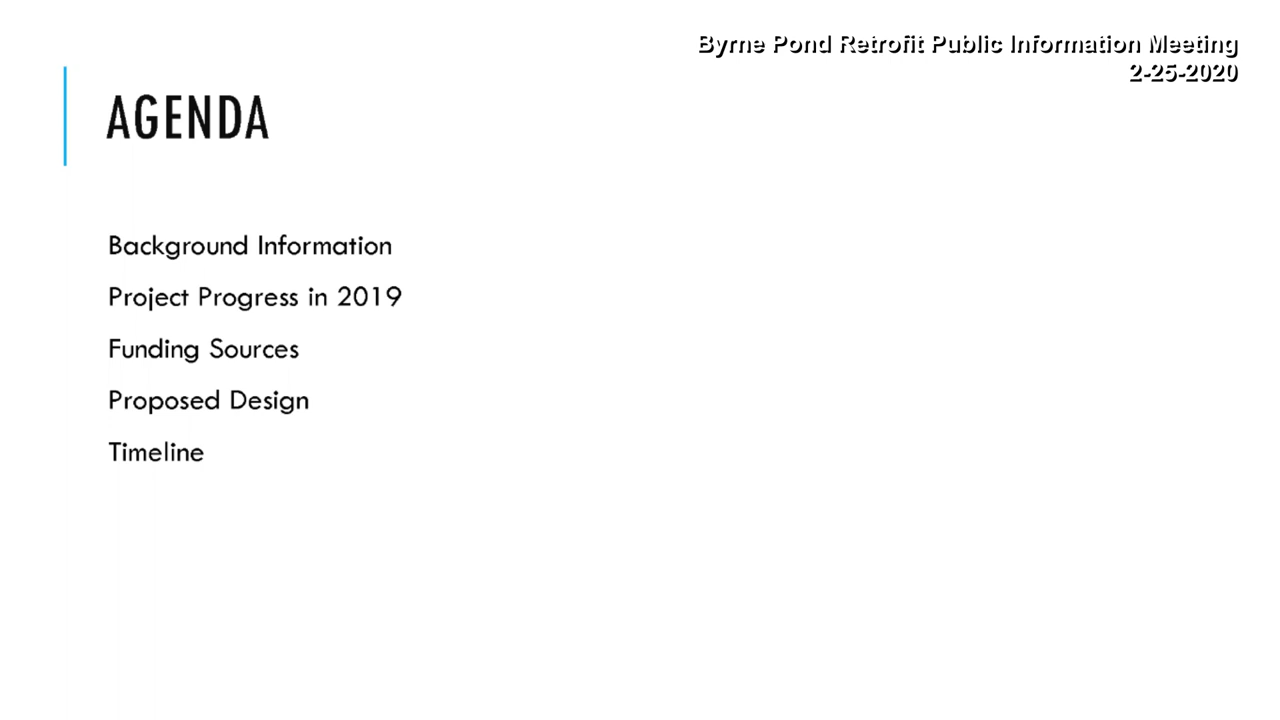 Byrne Pond Retrofit Public Information Meeting
2-25-2020
AGENDA
Background Information
Project Progress in 2019
Funding Sources
Proposed Design
Timeline